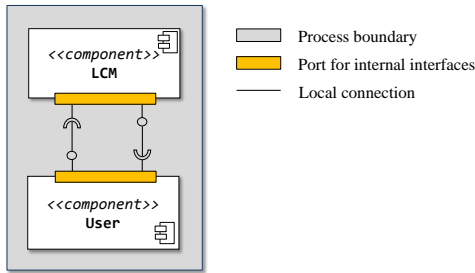 <<component>>
LCM
<<component>>
User
Process boundary
Port for internal interfaces
Local connection